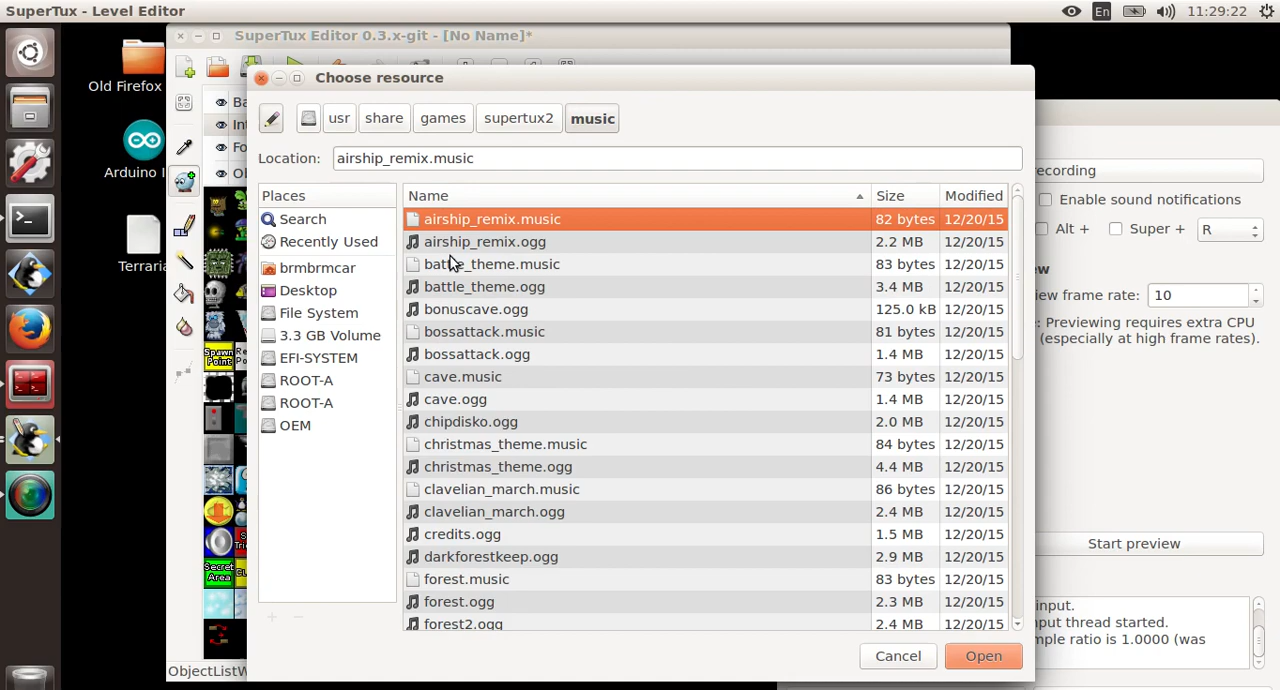 SuperTux - Level Editor
En
11:29:22
Old Firefox
Arduino I
Terraria
SuperTux Editor 0.3.x-git - [No Name]*
Choose resource
usr
share
games
supertux2
music
Location:
airship_remix.music
Places
Search
Recently Used
brmbrmcar
Desktop
File System
3.3 GB Volume
EFI-SYSTEM
ROOT-A
ROOT-A
OEM
Name Size Modified
airship_remix.music 82 bytes 12/20/15
airship_remix.ogg 2.2 MB 12/20/15
battle_theme.music 83 bytes 12/20/15
battle_theme.ogg 3.4 MB 12/20/15
bonuscave.ogg 125.0 kB 12/20/15
bossattack.music 81 bytes 12/20/15
bossattack.ogg 1.4 MB 12/20/15
cave.music 73 bytes 12/20/15
cave.ogg 1.4 MB 12/20/15
chipdisko.ogg 2.0 MB 12/20/15
christmas_theme.music 84 bytes 12/20/15
christmas_theme.ogg 4.4 MB 12/20/15
clavelian_march.music 86 bytes 12/20/15
clavelian_march.ogg 2.4 MB 12/20/15
credits.ogg 1.5 MB 12/20/15
darkforestkeep.ogg 2.9 MB 12/20/15
forest.music 83 bytes 12/20/15
forest.ogg 2.3 MB 12/20/15
forest2.ogg 2.4 MB 12/20/15
Cancel
Open
Ba
Int
Fo
O
Spawn
Point
Secret
Area
ObjectListW
ecording
Enable sound notifications
Alt + Super + R
ew
iew frame rate: 10
: Previewing requires extra CPU
(especially at high frame rates).
Start preview
input.
nput thread started.
mple ratio is 1.0000 (was